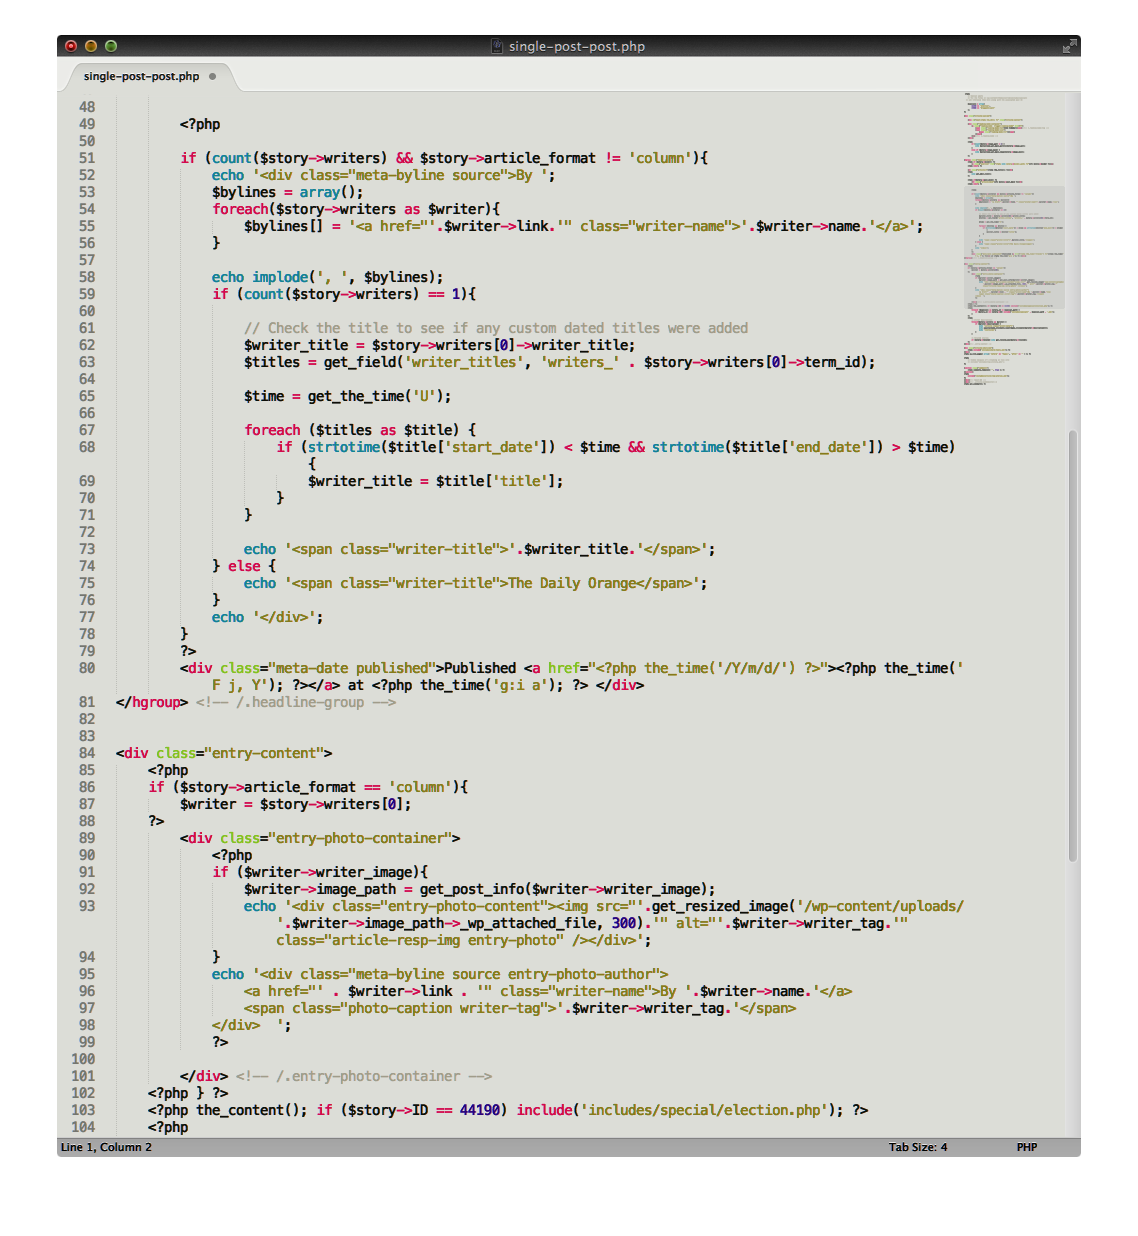 single-post-post.php
single-post-post.php
48
49 <?php
50
51 if (count($story->writers) && $story->article_format != 'column'){
52 echo '<div class="meta-byline source">By ';
53 $bylines = array();
54 foreach($story->writers as $writer){
55 $bylines[] = '<a href="'.$writer->link.'" class="writer-name">'.$writer->name.'</a>';
56 }
57
58 echo implode(', ', $bylines);
59 if (count($story->writers) == 1){
60
61 // Check the title to see if any custom dated titles were added
62 $writer_title = $story->writers[0]->writer_title;
63 $titles = get_field('writer_titles', 'writers_' . $story->writers[0]->term_id);
64
65 $time = get_the_time('U');
66
67 foreach ($titles as $title) {
68 if (strtotime($title['start_date']) < $time && strtotime($title['end_date']) > $time)
{
69 $writer_title = $title['title'];
70 }
71 }
72
73 echo '<span class="writer-title">'.$writer_title.'</span>';
74 } else {
75 echo '<span class="writer-title">The Daily Orange</span>';
76 }
77 echo '</div>';
78 }
79 ?>
80 <div class="meta-date published">Published <a href="<?php the_time('/Y/m/d/') ?>"><?php the_time('
F j, Y'); ?></a> at <?php the_time('g:i a'); ?> </div>
81 </hgroup> <!-- /.headline-group -->
82
83
84 <div class="entry-content">
85 <?php
86 if ($story->article_format == 'column'){
87 $writer = $story->writers[0];
88 ?>
89 <div class="entry-photo-container">
90 <?php
91 if ($writer->writer_image){
92 $writer->image_path = get_post_info($writer->writer_image);
93 echo '<div class="entry-photo-content"><img src="'.get_resized_image('/wp-content/uploads/
'.$writer->image_path->_wp_attached_file, 300).'" alt="'.$writer->writer_tag.'"
class="article-resp-img entry-photo" /></div>';
94 }
95 echo '<div class="meta-byline source entry-photo-author">
96 <a href="' . $writer->link . '" class="writer-name">By '.$writer->name.'</a>
97 <span class="photo-caption writer-tag">'.$writer->writer_tag.'</span>
98 </div>  ';
99 ?>
100
101 </div> <!-- /.entry-photo-container -->
102 <?php } ?>
103 <?php the_content(); if ($story->ID == 44190) include('includes/special/election.php'); ?>
104 <?php
Line 1, Column 2 Tab Size: 4 PHP